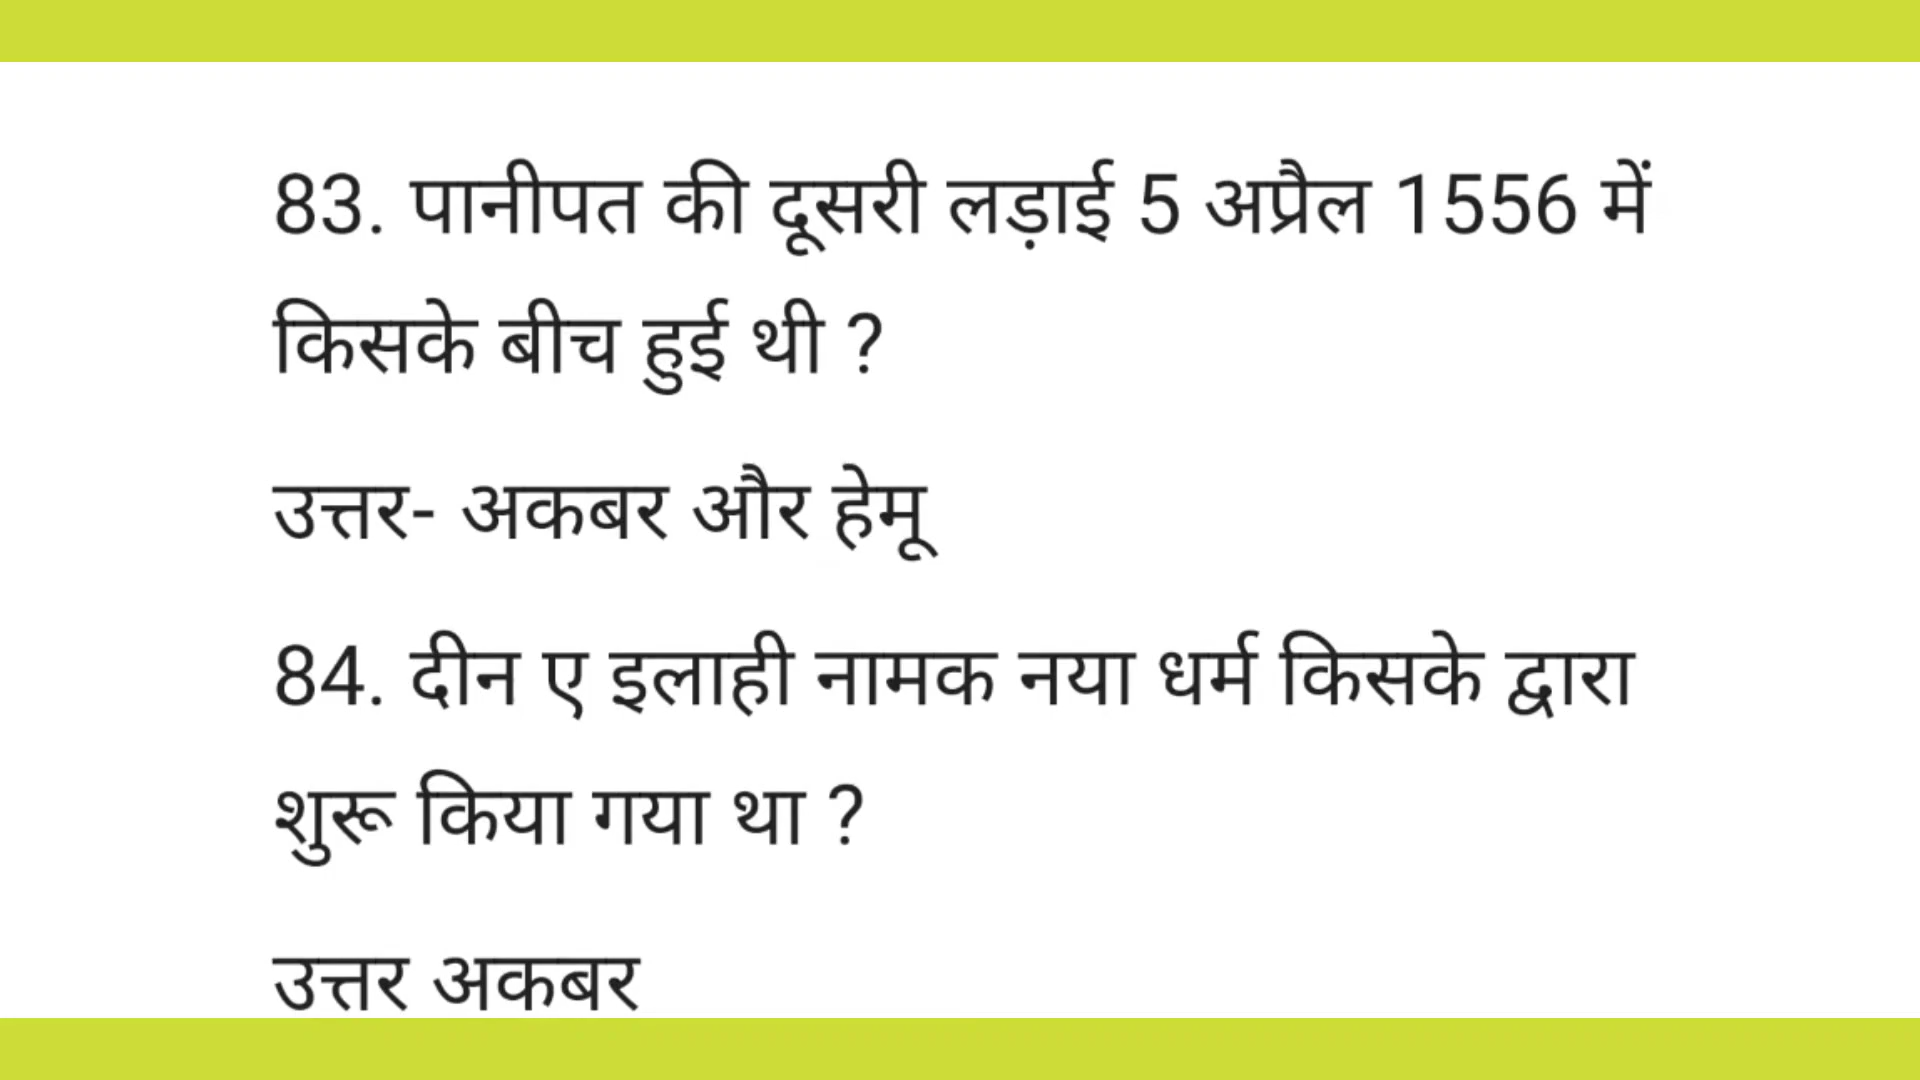 83. पानीपत की दूसरी लड़ाई 5 अप्रैल 1556 में
किसके बीच हुई थी ?
उत्तर- अकबर और हेमू
84. दीन ए इलाही नामक नया धर्म किसके द्वारा
शुरू किया गया था ?
उत्तर अकबर